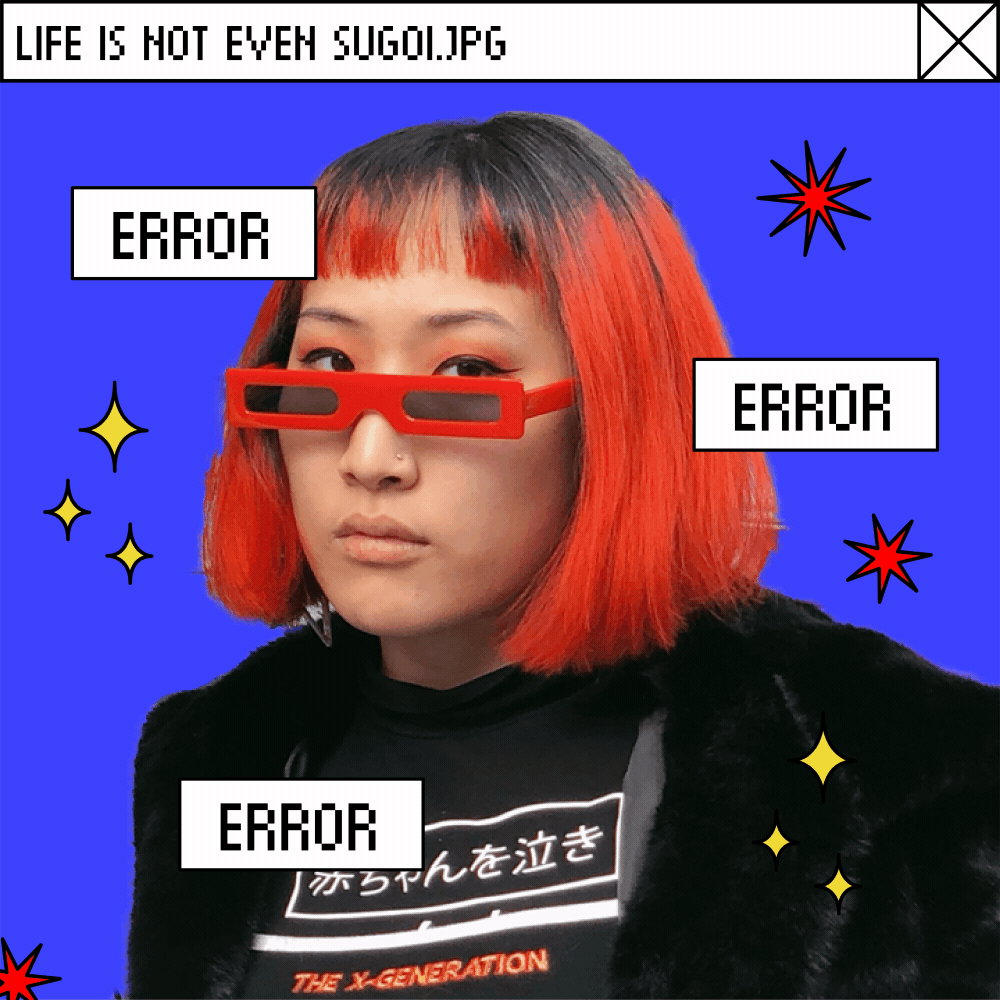 LIFE IS NOT EVEN SUGOI.JPG
ERROR
ERROR
ERROR
赤ちゃんを泣き
THE X-GENERATION